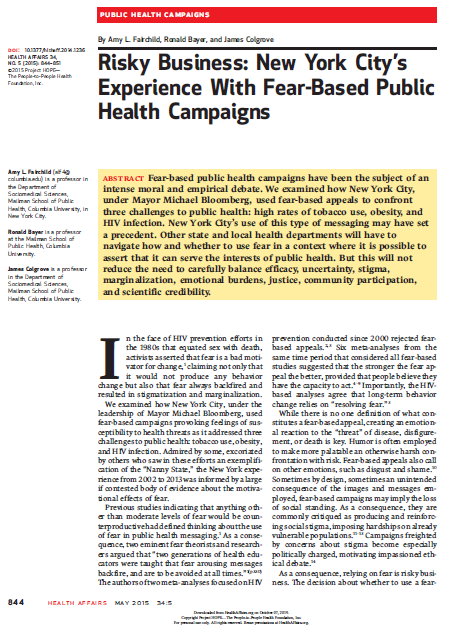 PUBLIC HEALTH CAMPAIGNS
By Amy L. Fairchild, Ronald Bayer, and James Colgrove
Risky Business: New York City's
Experience With Fear-Based Public
Health Campaigns
DOI: 10.1377/hlthaff.2014.1236
HEALTH AFFAIRS 34,
NO. 5 (2015): 844–851
©2015 Project HOPE—
The People-to-People Health
Foundation, Inc.
Amy L. Fairchild (alf4@
columbia.edu) is a professor in
the Department of
Sociomedical Sciences,
Mailman School of Public
Health, Columbia University, in
New York City.
Ronald Bayer is a professor
at the Mailman School of
Public Health, Columbia
University.
James Colgrove is a professor
in the Department of
Sociomedical Sciences,
Mailman School of Public
Health, Columbia University.
ABSTRACT Fear-based public health campaigns have been the subject of an
intense moral and empirical debate. We examined how New York City,
under Mayor Michael Bloomberg, used fear-based appeals to confront
three challenges to public health: high rates of tobacco use, obesity, and
HIV infection. New York City's use of this type of messaging may have set
a precedent. Other state and local health departments will have to
navigate how and whether to use fear in a context where it is possible to
assert that it can serve the interests of public health. But this will not
reduce the need to carefully balance efficacy, uncertainty, stigma,
marginalization, emotional burdens, justice, community participation,
and scientific credibility.
In the face of HIV prevention efforts in
the 1980s that equated sex with death,
activists asserted that fear is a bad moti-
vator for change, claiming not only that
it would not produce any behavior
change but also that fear always backfired and
resulted in stigmatization and marginalization.
We examined how New York City, under the
leadership of Mayor Michael Bloomberg, used
fear-based campaigns provoking feelings of sus-
ceptibility to health threats as it addressed three
challenges to public health: tobacco use, obesity,
and HIV infection. Admired by some, excoriated
by others who saw in these efforts an exemplifi-
cation of the "Nanny State," the New York expe-
rience from 2002 to 2013 was informed by a large
if contested body of evidence about the motiva-
tional effects of fear.
Previous studies indicating that anything oth-
er than moderate levels of fear would be coun-
terproductive had defined thinking about the use
of fear in public health messaging. As a conse-
quence, two eminent fear theorists and research-
ers argued that "two generations of health edu-
cators were taught that fear arousing messages
backfire, and are to be avoided at all times."
The authors of two meta-analyses focused on HIV
prevention conducted since 2000 rejected fear-
based appeals. Six meta-analyses from the
same time period that considered all fear-based
studies suggested that the stronger the fear ap-
peal the better, provided that people believe they
have the capacity to act. Importantly, the HIV-
based analyses agree that long-term behavior
change relies on "resolving fear."
While there is no one definition of what con-
stitutes a fear-based appeal, creating an emotion-
al reaction to the "threat" of disease, disfigure-
ment, or death is key. Humor is often employed
to make more palatable an otherwise harsh con-
frontation with risk. Fear-based appeals also call
on other emotions, such as disgust and shame.
Sometimes by design, sometimes an unintended
consequence of the images and messages em-
ployed, fear-based campaigns may imply the loss
of social standing. As a consequence, they are
commonly critiqued as producing and reinforc-
ing social stigma, imposing hardships on already
vulnerable populations. Campaigns freighted
by concerns about stigma become especially
politically charged, motivating impassioned eth-
ical debate.
As a consequence, relying on fear is risky busi-
ness. The decision about whether to use a fear-
844 HEALTH AFFAIRS MAY 2015 34:5
Downloaded from HealthAffairs.org on October 07, 2019.
Copyright Project HOPE—The People-to-People Health Foundation, Inc.
For personal use only. All rights reserved. Reuse permissions at HealthAffairs.org.